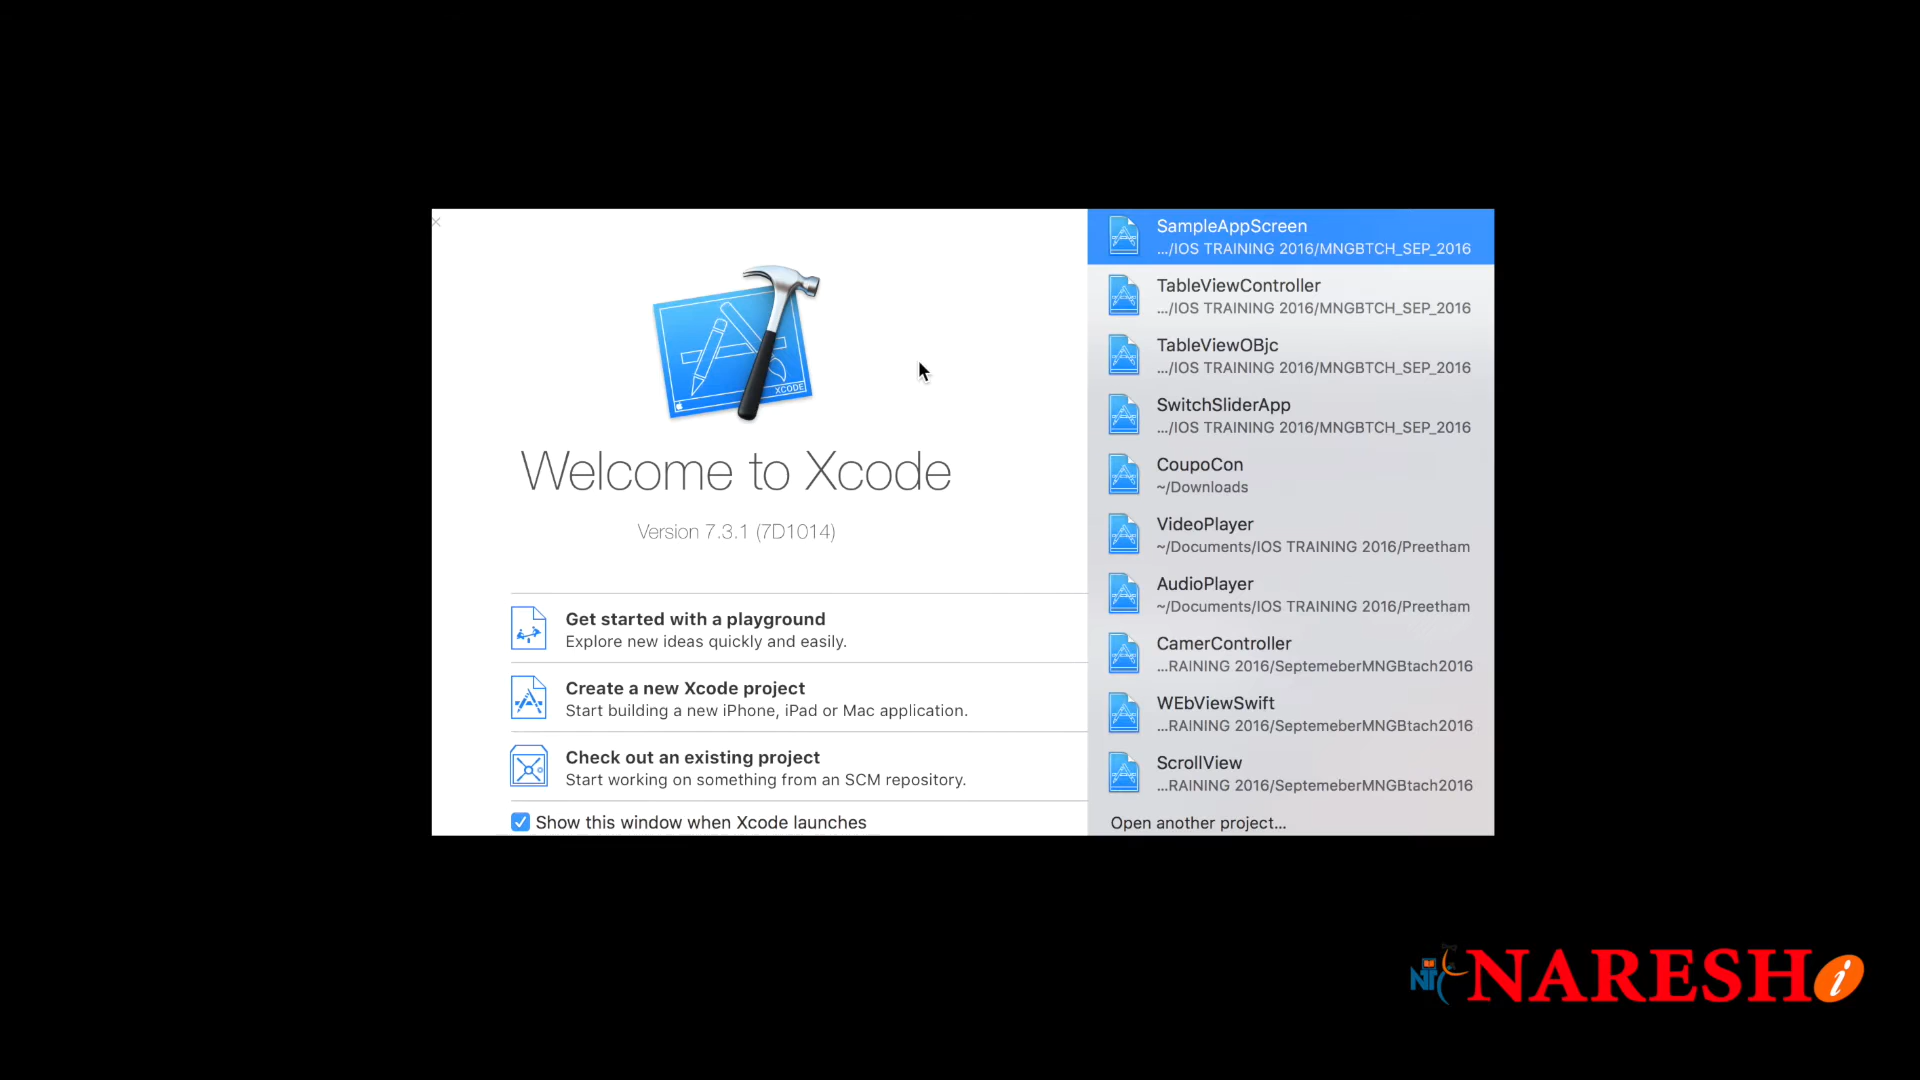 Welcome to Xcode
Version 7.3.1 (7D1014)
Get started with a playground
Explore new ideas quickly and easily.
Create a new Xcode project
Start building a new iPhone, iPad or Mac application.
Check out an existing project
Start working on something from an SCM repository.
Show this window when Xcode launches
XCODE
SampleAppScreen
.../IOS TRAINING 2016/MNGBTCH_SEP_2016
TableViewController
.../IOS TRAINING 2016/MNGBTCH_SEP_2016
TableViewOBjc
.../IOS TRAINING 2016/MNGBTCH_SEP_2016
SwitchSliderApp
.../IOS TRAINING 2016/MNGBTCH_SEP_2016
CoupoCon
~/Downloads
VideoPlayer
~/Documents/IOS TRAINING 2016/Preetham
AudioPlayer
~/Documents/IOS TRAINING 2016/Preetham
CamerController
...RAINING 2016/SeptemeberMNGBtach2016
WEbViewSwift
...RAINING 2016/SeptemeberMNGBtach2016
ScrollView
...RAINING 2016/SeptemeberMNGBtach2016
Open another project...
NARESH i